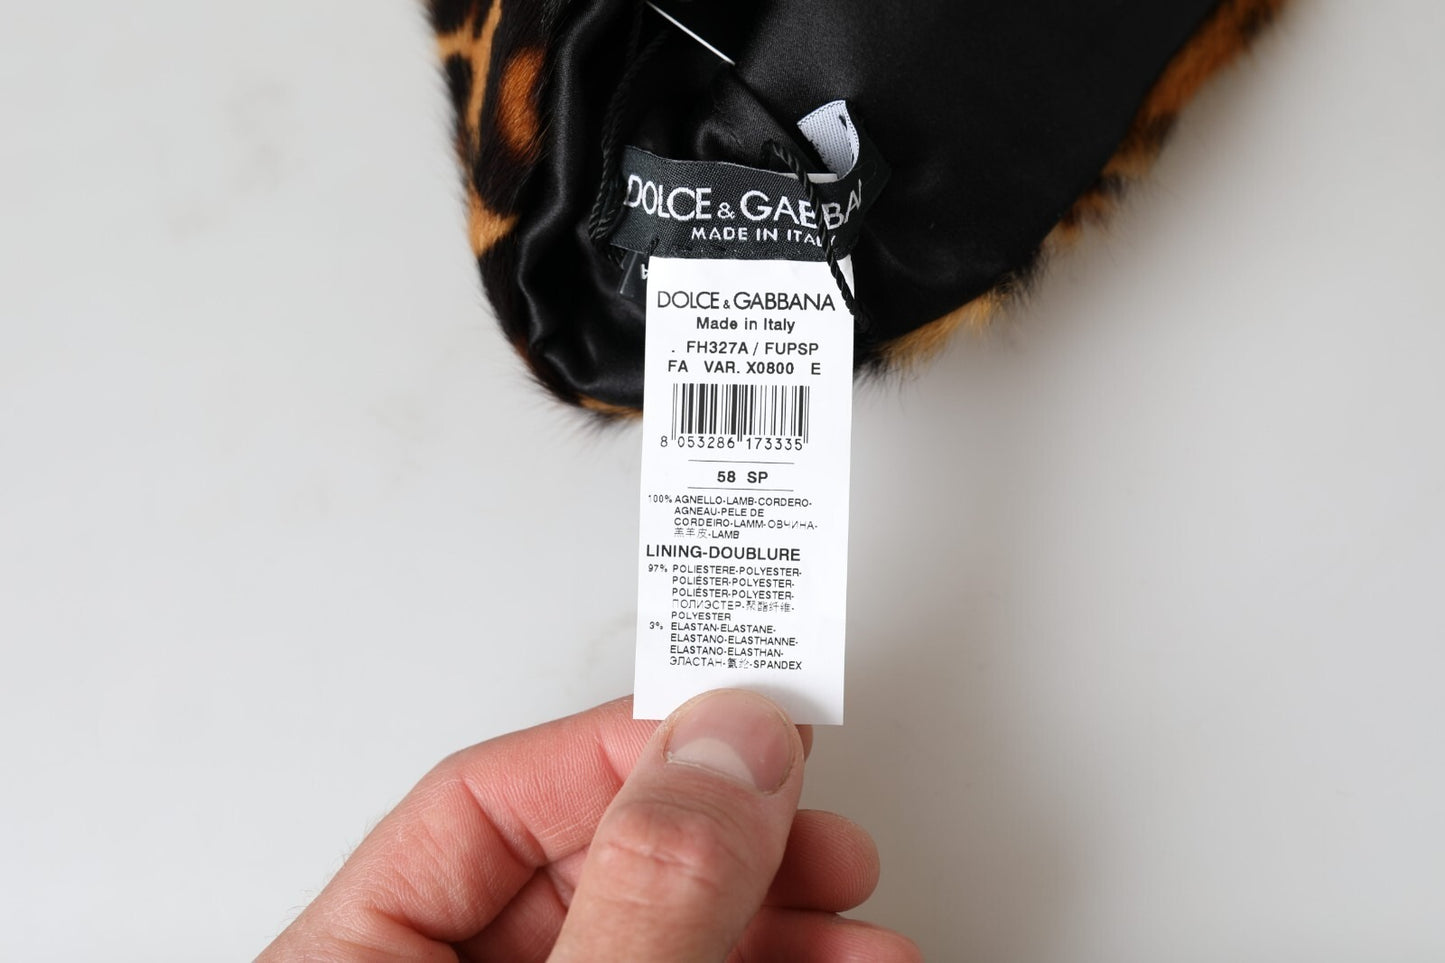 DOLCE & GABBA
MADE IN ITALY
DOLCE & GABBANA
Made in Italy
. FH327A / FUPSP
FA VAR. X0800 E
8 053286 173335
58 SP
100% AGNELLO-LAMB-CORDERO-
AGNEAU-PELE DE
CORDEIRO-LAMM-ОВЧИНА-
羔羊皮-LAMB
LINING-DOUBLURE
97% POLIESTERE-POLYESTER-
POLIÉSTER-POLYESTER-
POLIÉSTER-POLYESTER-
ПОЛИЭСТЕР-聚酯纤维-
POLYESTER
3% ELASTAN-ELASTANE-
ELASTANO-ELASTHANNE-
ELASTANO-ELASTHAN-
ЭЛАСТАН-氨纶-SPANDEX